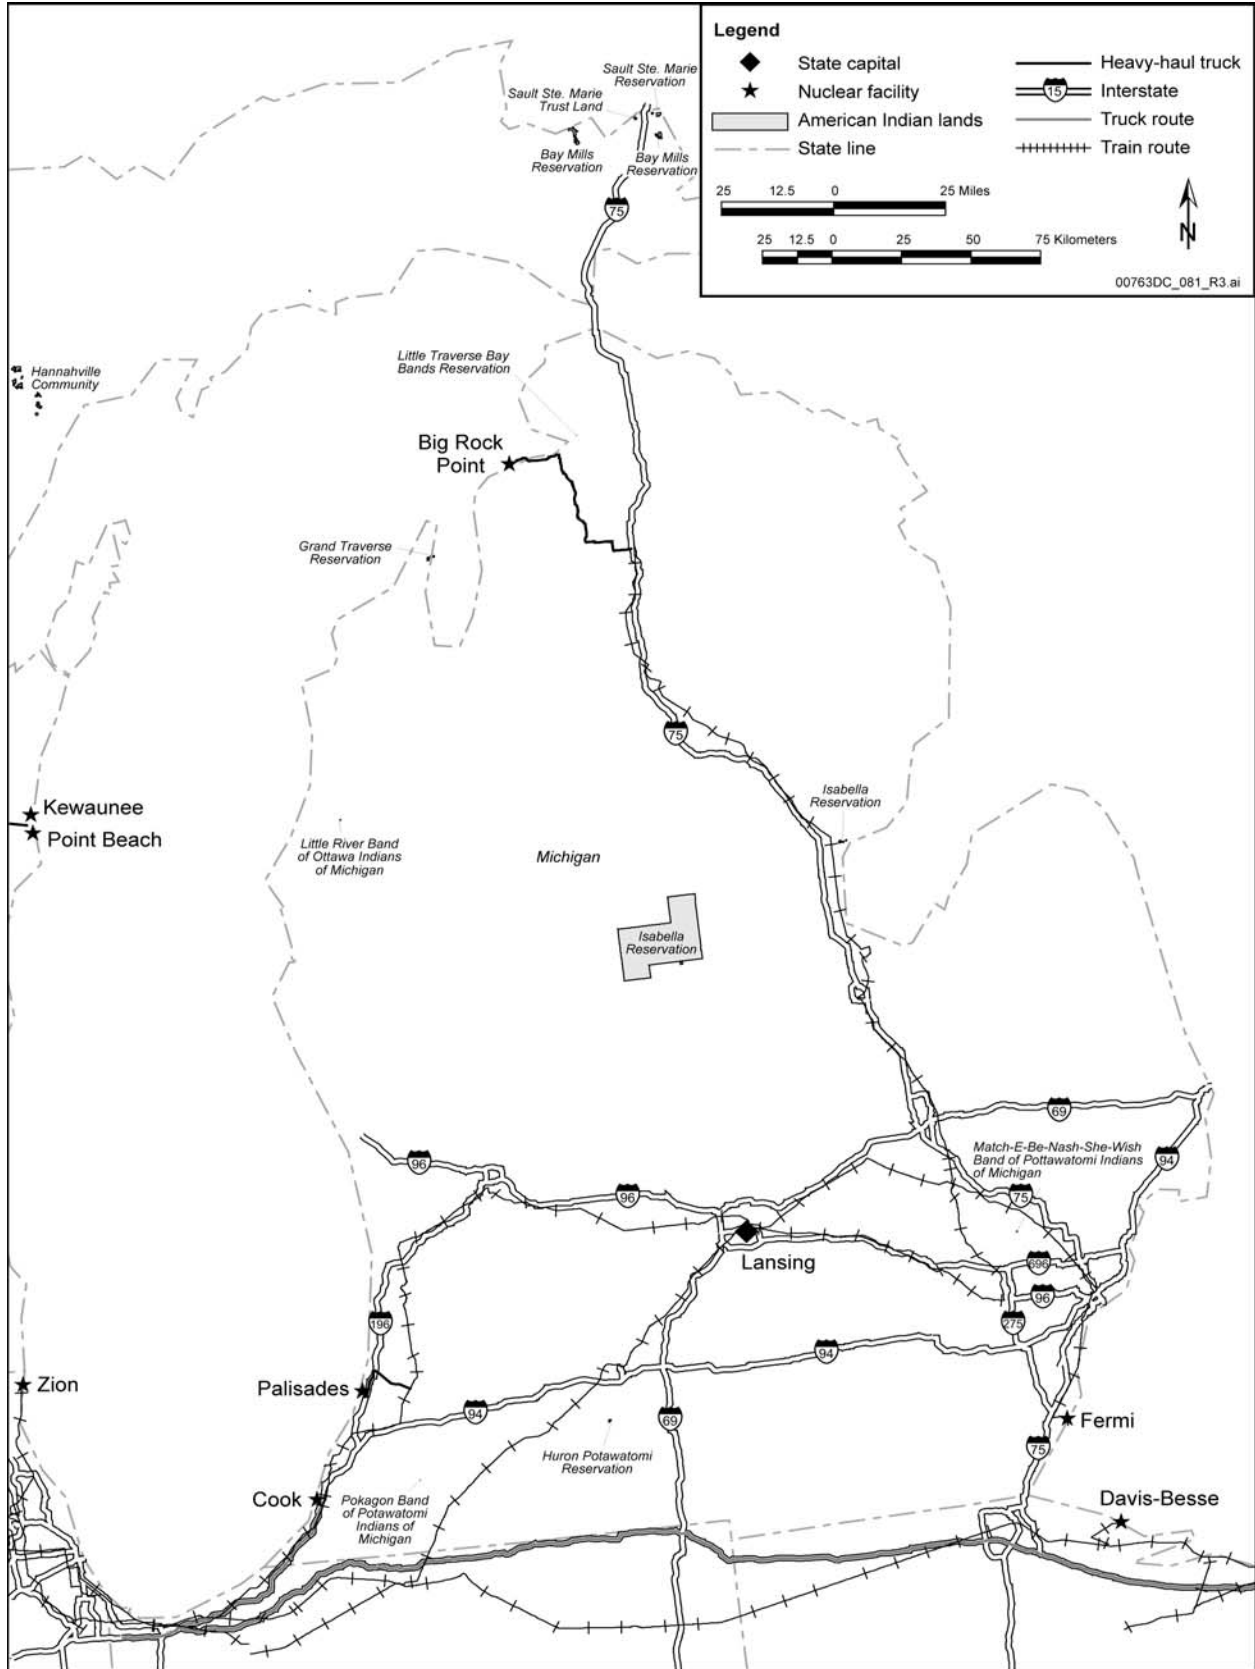 Legend
State capital
Nuclear facility
American Indian lands
State line
Heavy-haul truck
15
Interstate
Truck route
Train route
25 12.5 0 25 Miles
25 12.5 0 25 50 75 Kilometers
N
00763DC_081_R3.ai
Sault Ste. Marie
Reservation
Sault Ste. Marie
Trust Land
Bay Mills
Reservation
Bay Mills
Reservation
75
Little Traverse Bay
Bands Reservation
Hannahville
Community
Big Rock
Point
Grand Traverse
Reservation
75
Isabella
Reservation
Kewaunee
Point Beach
Little River Band
of Ottawa Indians
of Michigan
Michigan
Isabella
Reservation
69
96
Match-E-Be-Nash-She-Wish
Band of Pottawatomi Indians
of Michigan
94
96
75
Lansing
696
96
196
275
94
Zion
Palisades
94
69
Fermi
75
Huron Potawatomi
Reservation
Cook
Pokagon Band
of Potawatomi
Indians of
Michigan
Davis-Besse